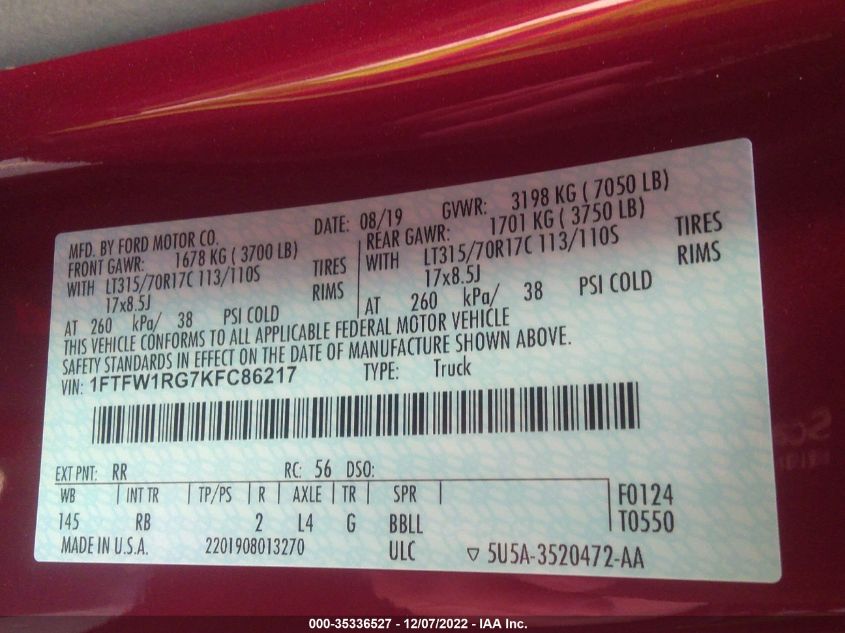 MFD. BY FORD MOTOR CO.
DATE: 08/19 GVWR: 3198 KG ( 7050 LB)
FRONT GAWR: 1678 KG ( 3700 LB)
WITH LT315/70R17C 113/110S TIRES
17x8.5J RIMS
AT 260 kPa/ 38 PSI COLD
REAR GAWR: 1701 KG ( 3750 LB)
WITH LT315/70R17C 113/110S TIRES
17x8.5J RIMS
AT 260 kPa/ 38 PSI COLD
THIS VEHICLE CONFORMS TO ALL APPLICABLE FEDERAL MOTOR VEHICLE
SAFETY STANDARDS IN EFFECT ON THE DATE OF MANUFACTURE SHOWN ABOVE.
VIN: 1FTFW1RG7KFC86217 TYPE: Truck
EXT PNT: RR RC: 56 DSO:
WB INT TR TP/PS R AXLE TR SPR
145 RB 2 L4 G BBLL
F0124
T0550
MADE IN U.S.A. 2201908013270 ULC ▽ 5U5A-3520472-AA
000-35336527 - 12/07/2022 - IAA Inc.